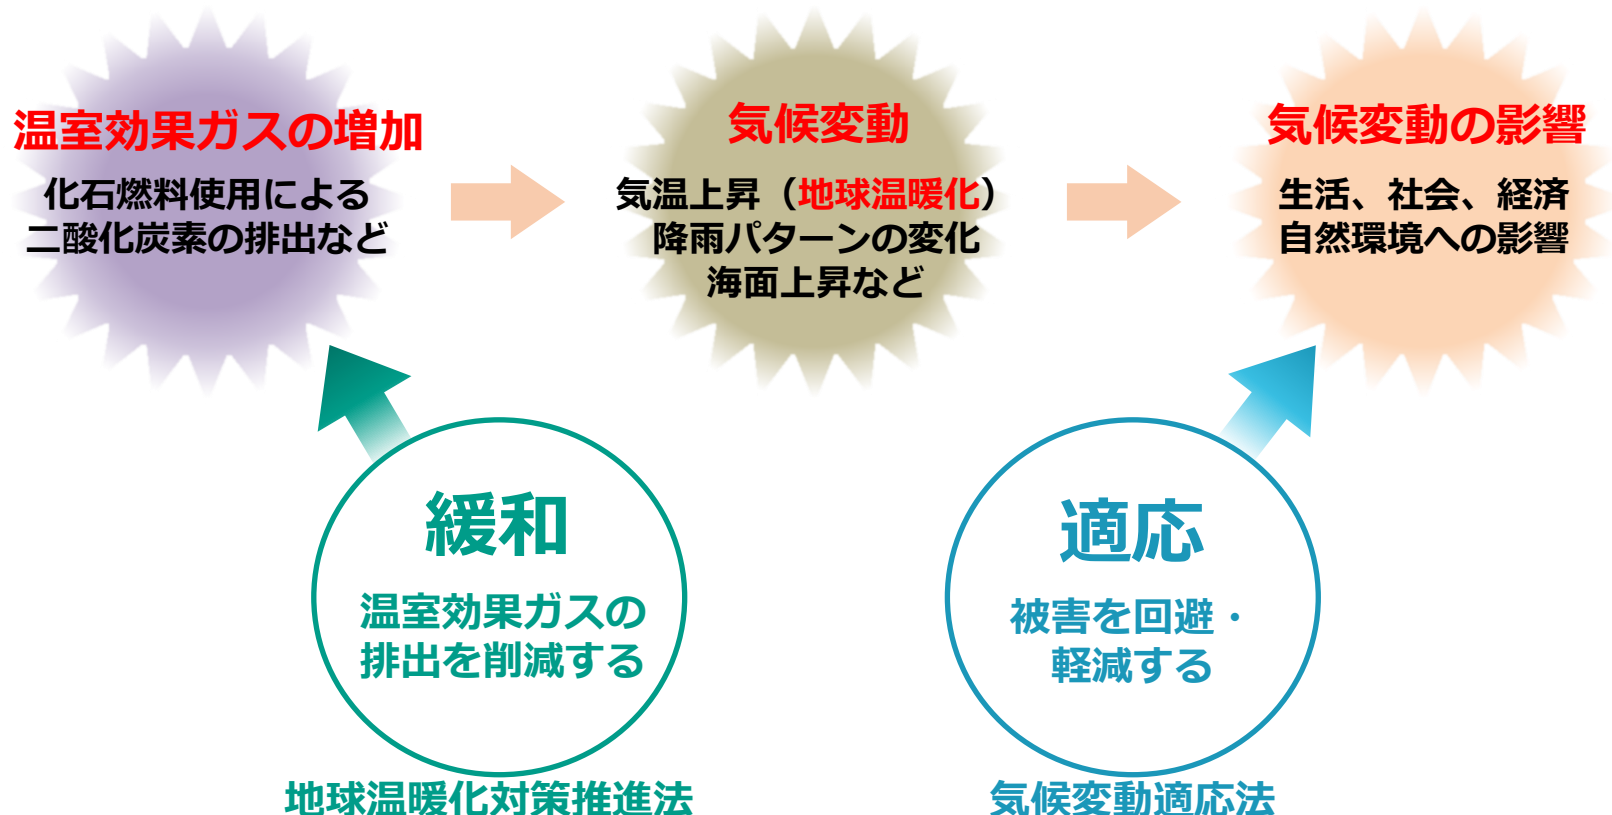 温室効果ガスの増加
化石燃料使用による
二酸化炭素の排出など
気候変動
気温上昇（地球温暖化）
降雨パターンの変化
海面上昇など
気候変動の影響
生活、社会、経済
自然環境への影響
緩和
温室効果ガスの
排出を削減する
地球温暖化対策推進法
適応
被害を回避・
軽減する
気候変動適応法